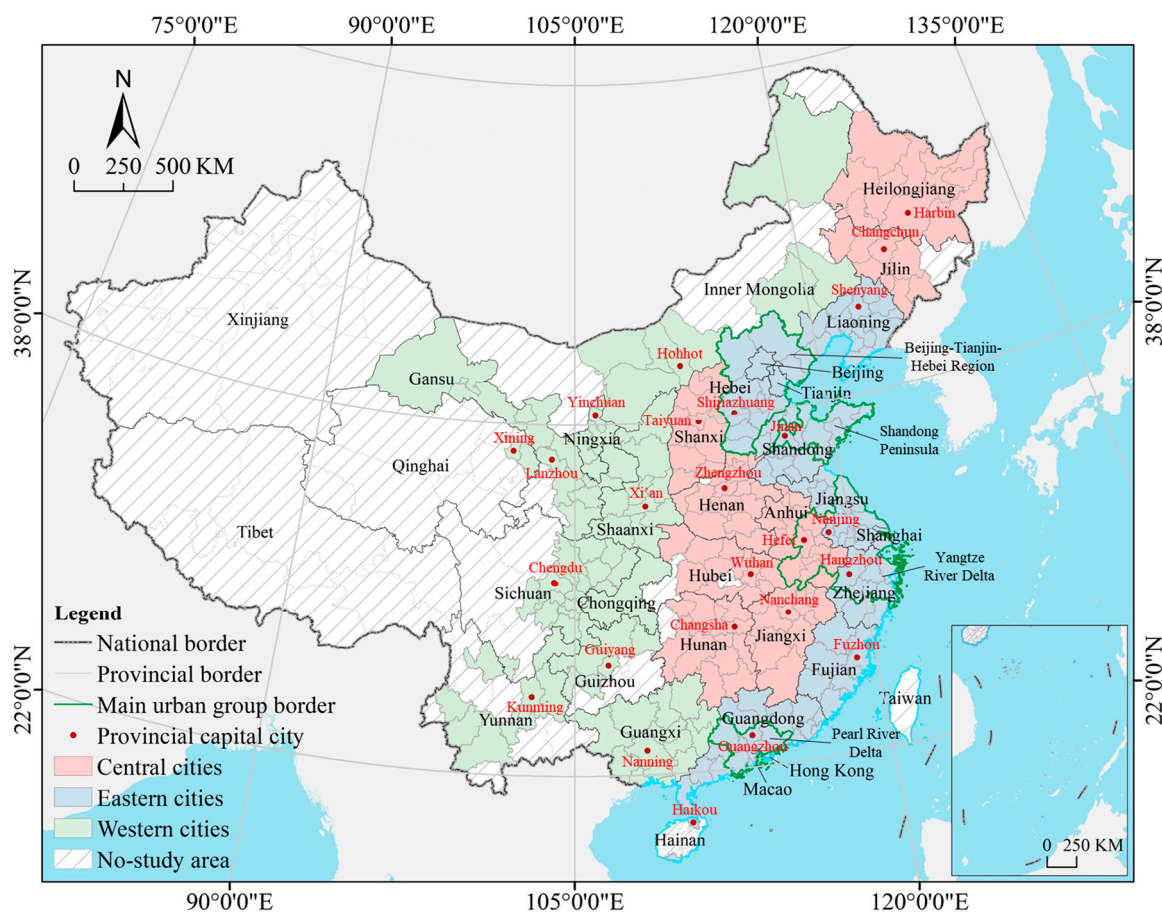 75°0'0"E
90°0'0"E
105°0'0"E
120°0'0"E
135°0'0"E
N
0 250 500 KM
Heilongjiang
Harbin
Changchun
Jilin
Inner Mongolia
Shenyang
Liaoning
38°0'0"N
38°0'0"N
Xinjiang
Hohhot
Beijing-Tianjin-
Hebei Region
Beijing
Gansu
Hebei
Tianjin
Yinchuan
Shijiazhuang
Taiyuan
Jinan
Shandong
Peninsula
Xining
Ningxia
Shanxi
Shandong
Qinghai
Lanzhou
Zhengzhou
Xi'an
Henan
Jiangsu
Anhui
Nanjing
Tibet
Shaanxi
Hefei
Shanghai
Chengdu
Wuhan
Hangzhou
Yangtze
River Delta
Hubei
Sichuan
Chongqing
Zhejiang
Nanchang
Changsha
Jiangxi
Hunan
Fuzhou
Guiyang
Guizhou
Fujian
22°0'0"N
22°0'0"N
Kunming
Yunnan
Taiwan
Guangxi
Guangdong
Pearl River
Delta
Guangzhou
Nanning
Hong Kong
Macao
Haikou
Hainan
Legend
National border
Provincial border
Main urban group border
Provincial capital city
Central cities
Eastern cities
Western cities
No-study area
0 250 KM
90°0'0"E
105°0'0"E
120°0'0"E